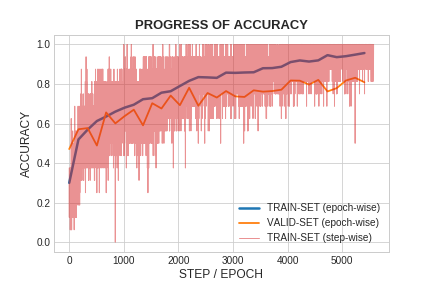 PROGRESS OF ACCURACY
1.0
0.8
0.6
0.4
0.2
0.0
ACCURACY
TRAIN-SET (epoch-wise)
VALID-SET (epoch-wise)
TRAIN-SET (step-wise)
0 1000 2000 3000 4000 5000
STEP / EPOCH